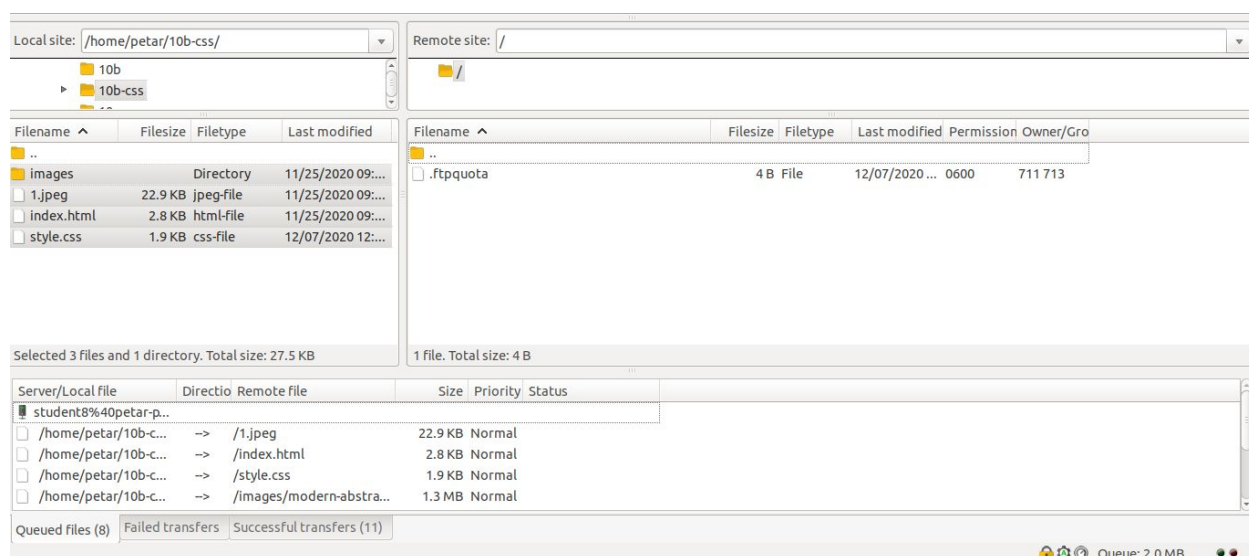 Local site: /home/petar/10b-css/
10b
10b-css
Filename Filesize Filetype Last modified
..
images Directory 11/25/2020 09:...
1.jpeg 22.9 KB jpeg-file 11/25/2020 09:...
index.html 2.8 KB html-file 11/25/2020 09:...
style.css 1.9 KB css-file 12/07/2020 12:...
Selected 3 files and 1 directory. Total size: 27.5 KB
Remote site: /
/
Filename Filesize Filetype Last modified Permission Owner/Gro
..
.ftpquota 4 B File 12/07/2020 ... 0600 711 713
1 file. Total size: 4 B
Server/Local file Directio Remote file Size Priority Status
student8%40petar-p...
/home/petar/10b-c... --> /1.jpeg 22.9 KB Normal
/home/petar/10b-c... --> /index.html 2.8 KB Normal
/home/petar/10b-c... --> /style.css 1.9 KB Normal
/home/petar/10b-c... --> /images/modern-abstra... 1.3 MB Normal
Queued files (8) Failed transfers Successful transfers (11)
Queue: 2.0 MB